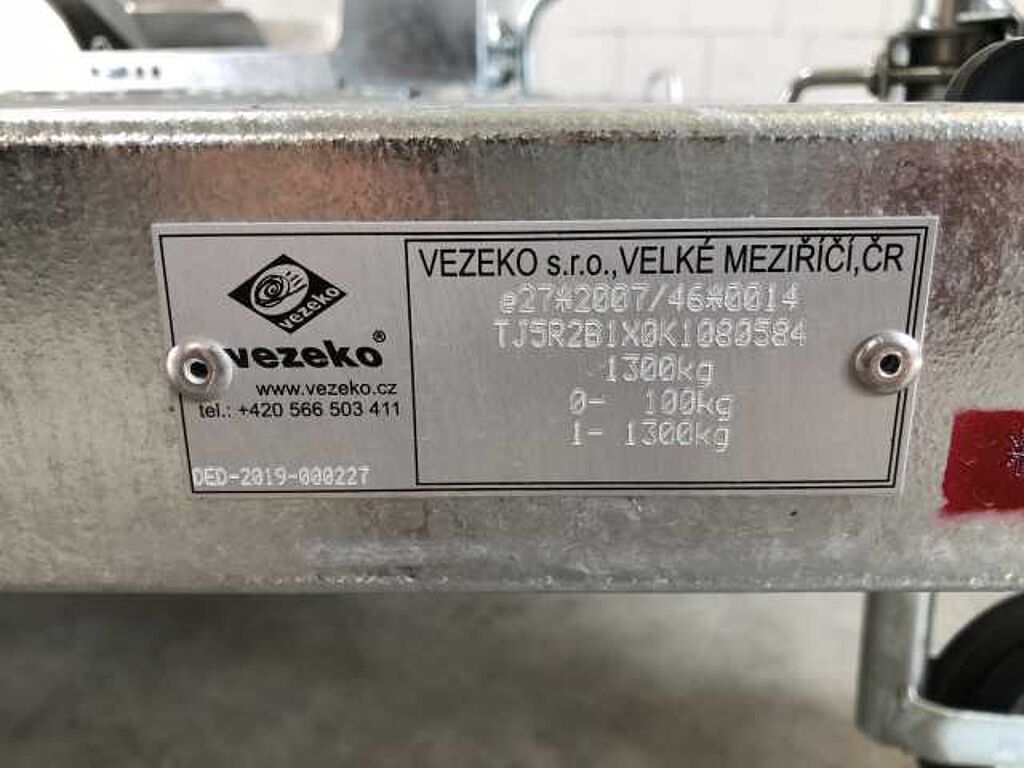 vezeko
vezeko®
www.vezeko.cz
tel.: +420 566 503 411
DED-2019-000227
VEZEKO s.r.o.,VELKÉ MEZIŘÍČÍ,ČR
e27*2007/46*0014
TJ5R2B1X0K1080584
1300kg
0- 100kg
1- 1300kg